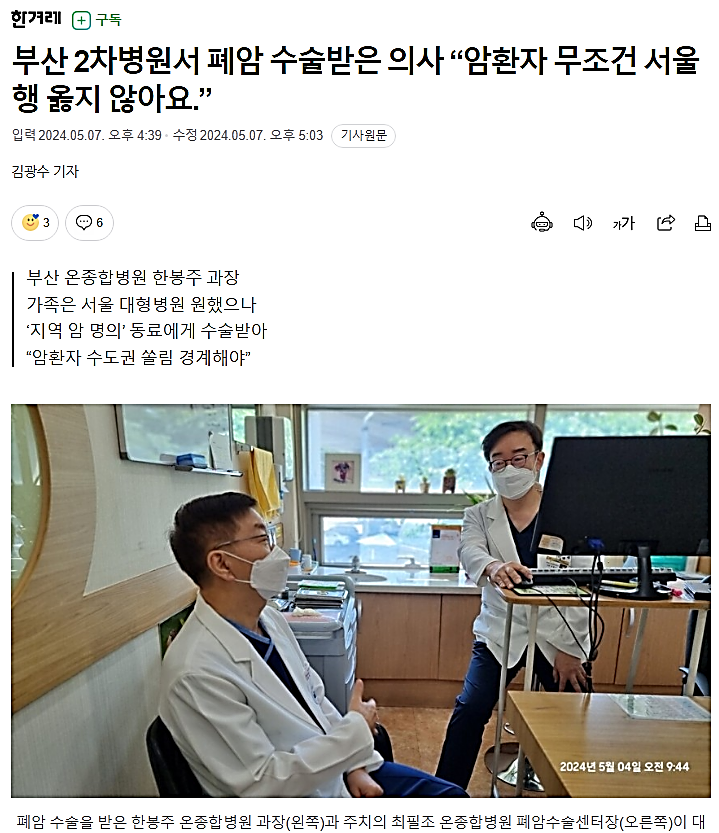 한겨레 구독
부산 2차병원서 폐암 수술받은 의사 “암환자 무조건 서울
행 옳지 않아요.”
입력 2024.05.07. 오후 4:39 · 수정 2024.05.07. 오후 5:03 기사원문
김광수 기자
3 6 가가
부산 온종합병원 한봉주 과장
가족은 서울 대형병원 원했으나
‘지역 암 명의’ 동료에게 수술받아
“암환자 수도권 쏠림 경계해야”
2024년 5월 04일 오전 9:44
폐암 수술을 받은 한봉주 온종합병원 과장(왼쪽)과 주치의 최필조 온종합병원 폐암수술센터장(오른쪽)이 대